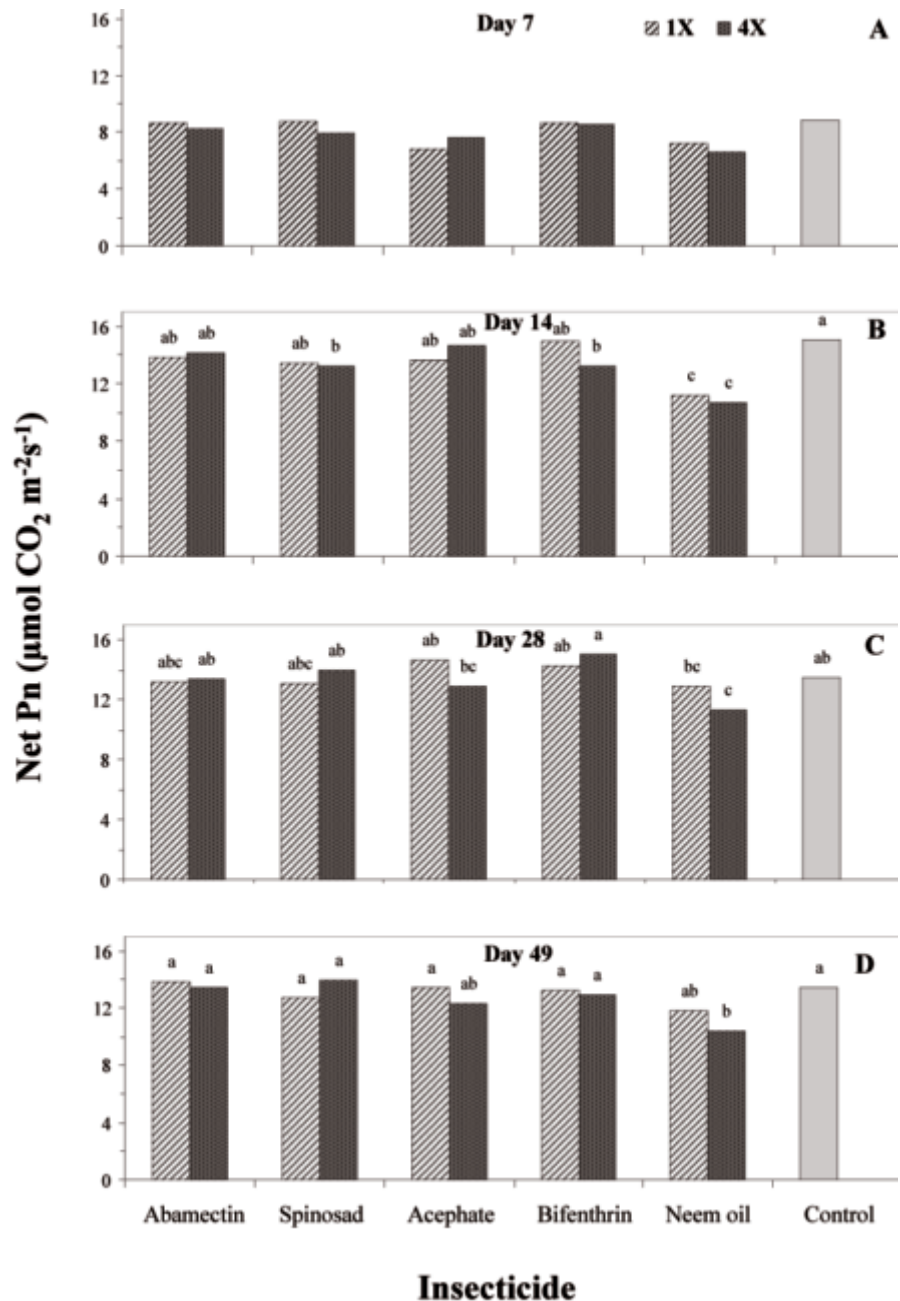 16
Day 7
1X
4X
A
12
8
4
0
16
Day 14
B
ab ab ab b ab ab ab b c c a
12
8
4
0
16
Day 28
C
abc ab abc ab ab bc ab a bc c ab
12
8
4
0
16
Day 49
D
a a a a a ab a a ab b a
12
8
4
0
Net Pn (µmol CO₂ m⁻²s⁻¹)
Abamectin Spinosad Acephate Bifenthrin Neem oil Control
Insecticide